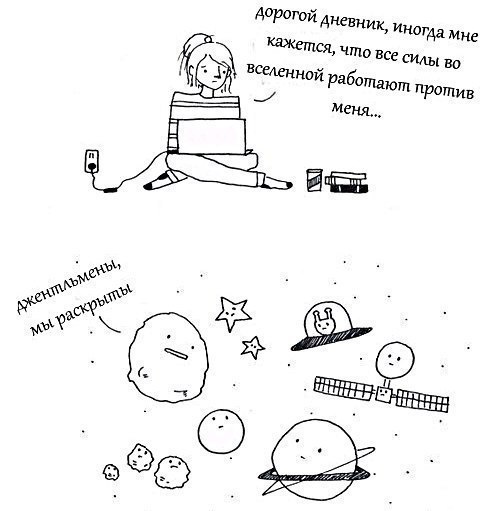 дорогой дневник, иногда мне
кажется, что все силы во
вселенной работают против
меня...
джентльмены,
мы раскрыты